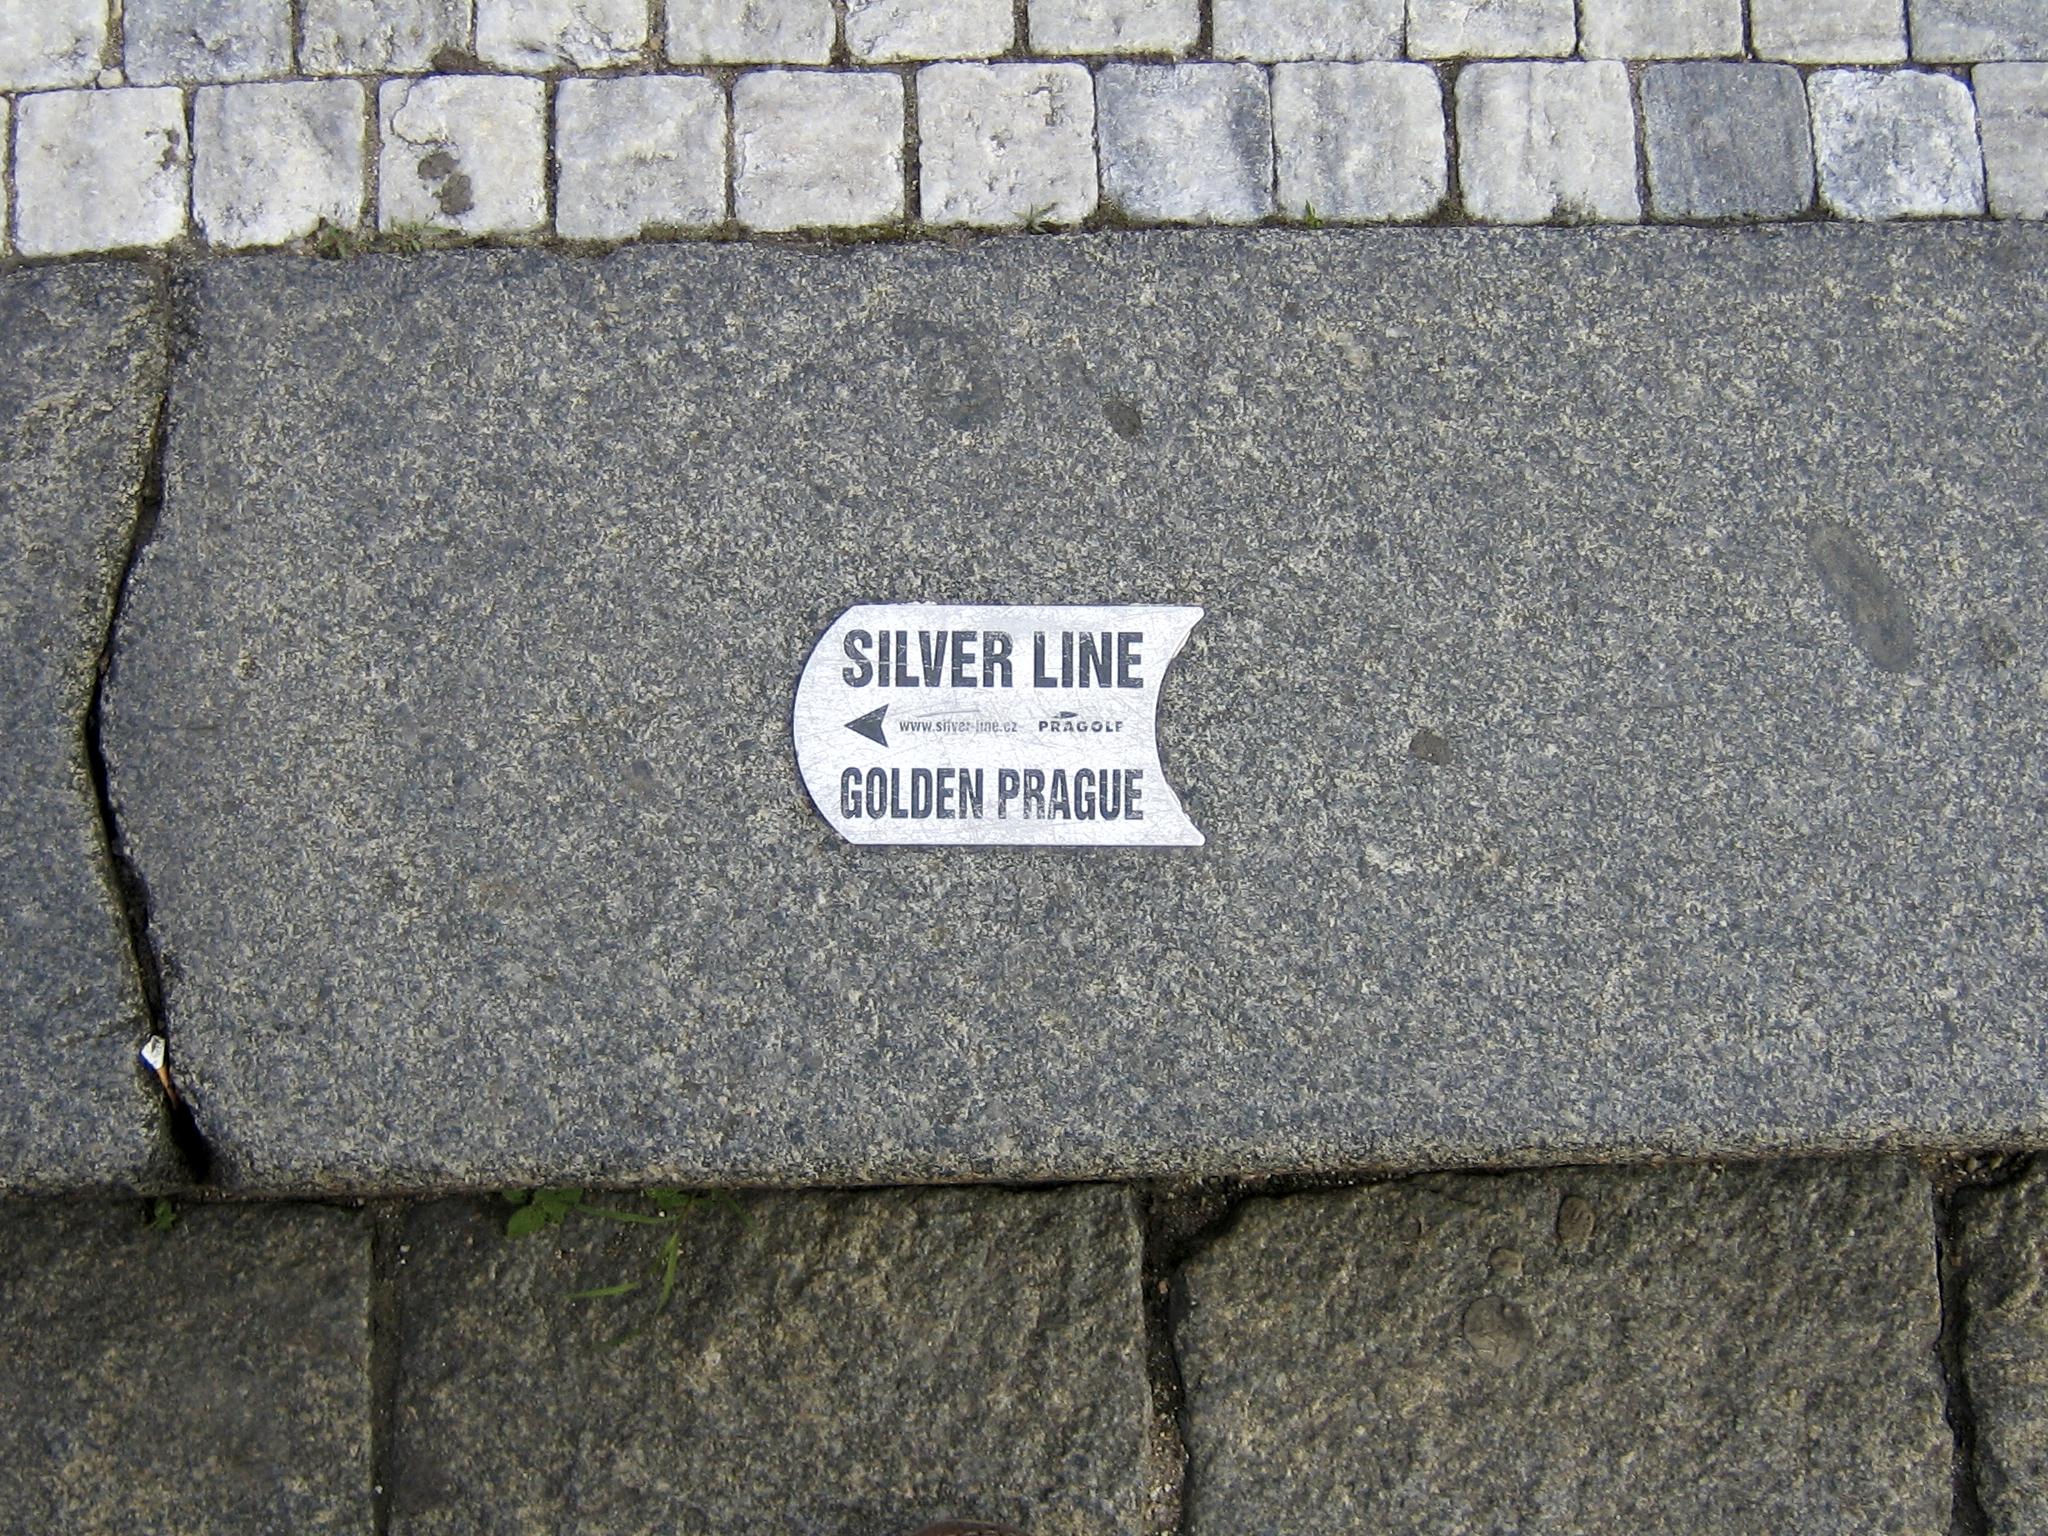 SILVER LINE
www.silver-line.cz PRAGOLF
GOLDEN PRAGUE